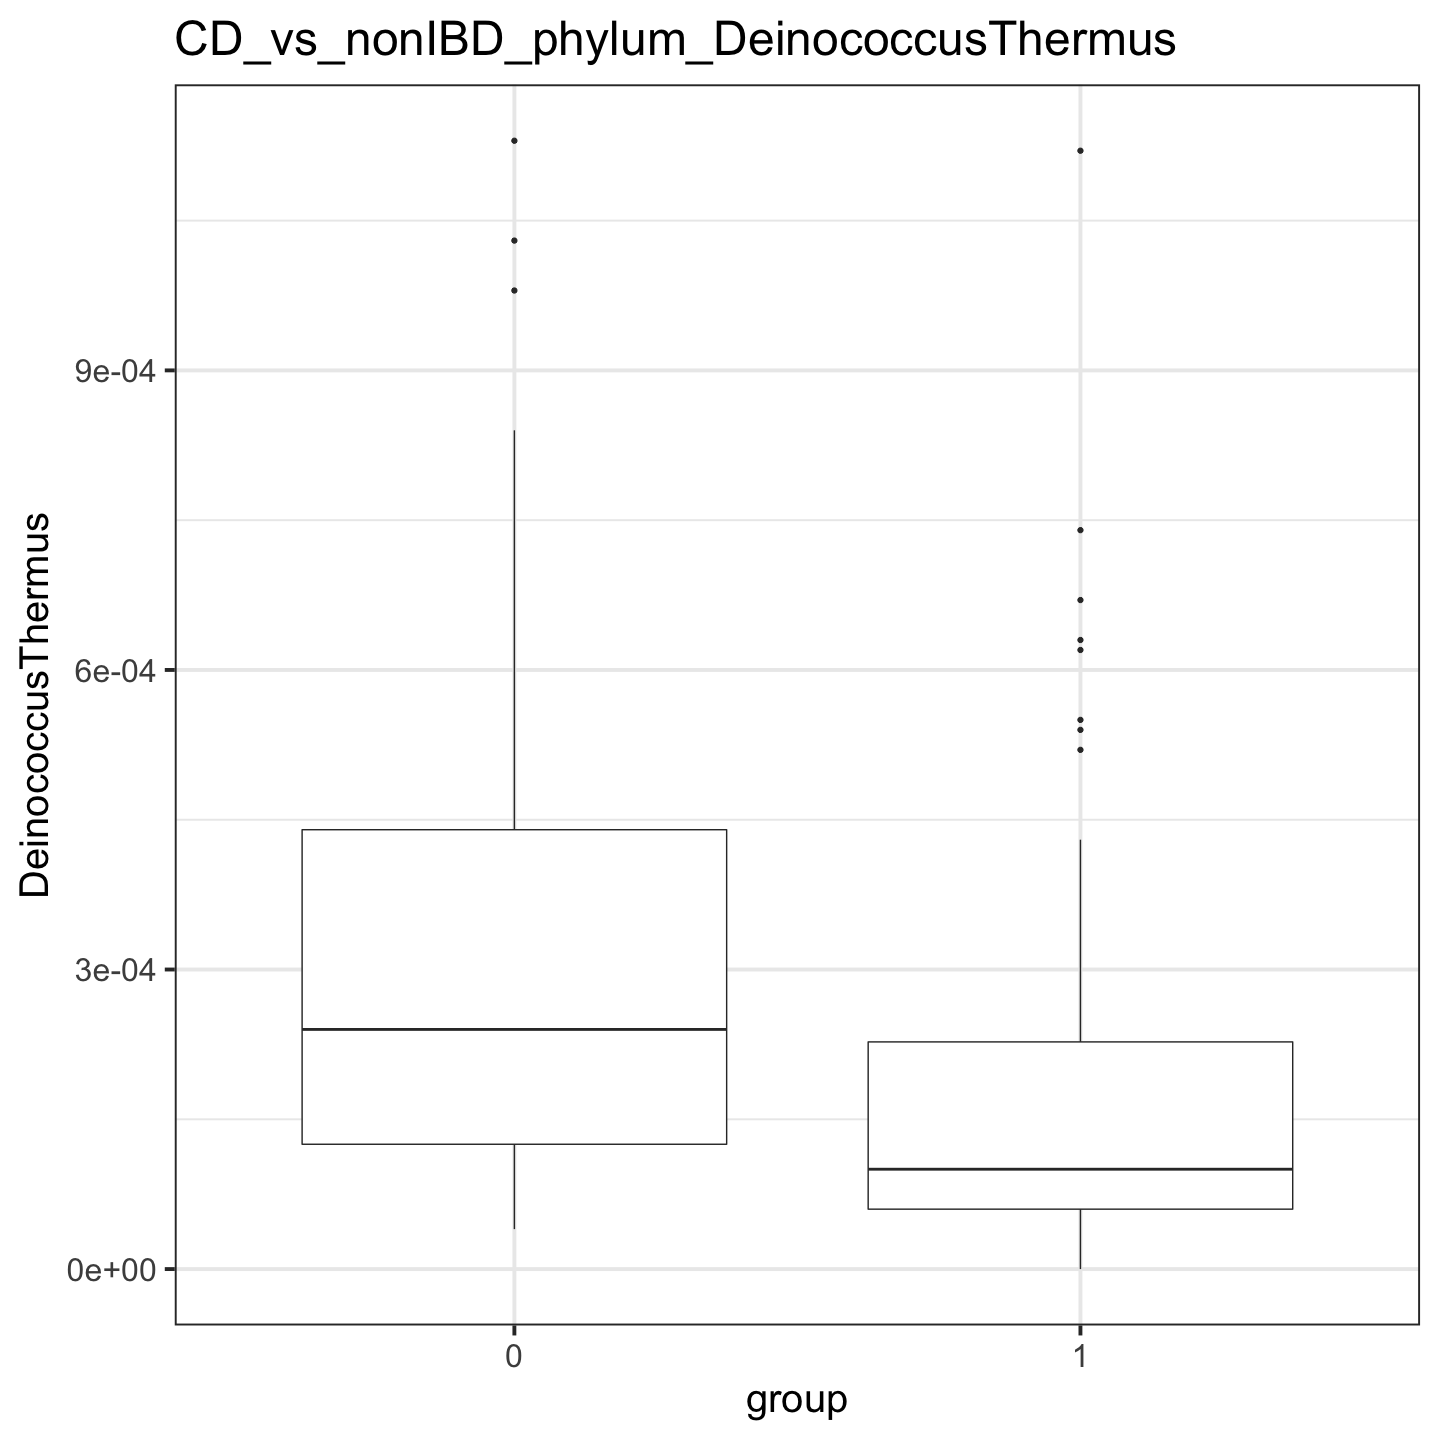 CD_vs_nonIBD_phylum_DeinococcusThermus
DeinococcusThermus
9e-04
6e-04
3e-04
0e+00
0
1
group